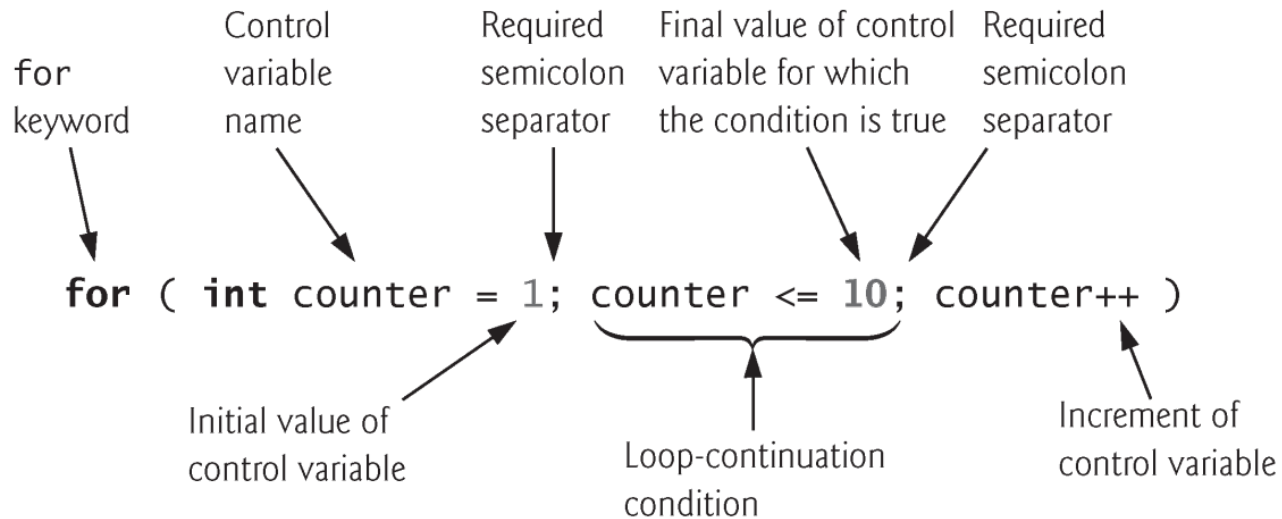 for
keyword
Control
variable
name
Required
semicolon
separator
Final value of control
variable for which
the condition is true
Required
semicolon
separator
for ( int counter = 1; counter <= 10; counter++ )
Initial value of
control variable
Loop-continuation
condition
Increment of
control variable